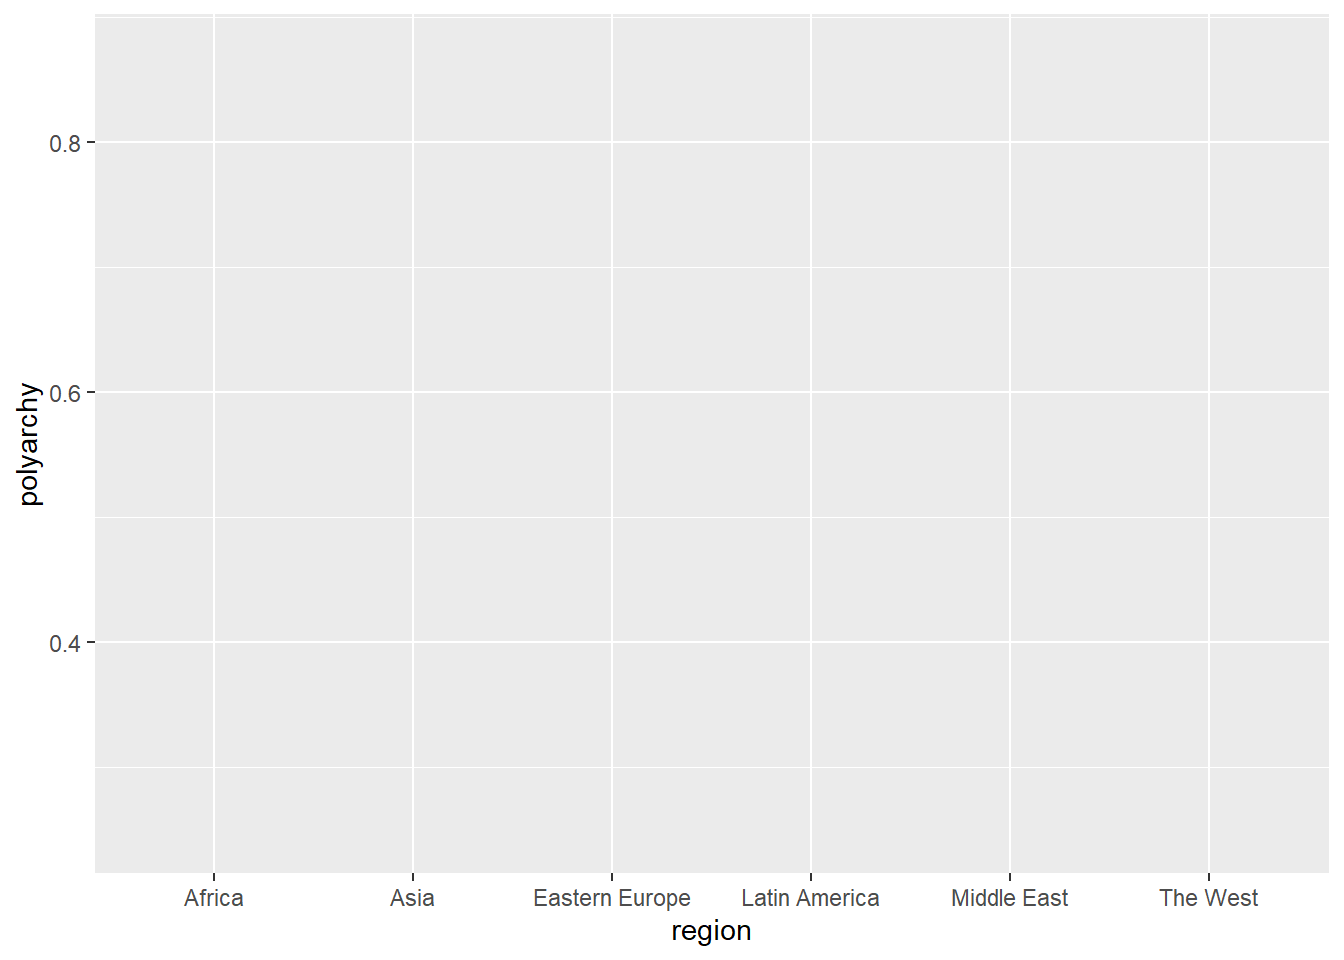 polyarchy
0.8
0.6
0.4
Africa Asia Eastern Europe Latin America Middle East The West
region